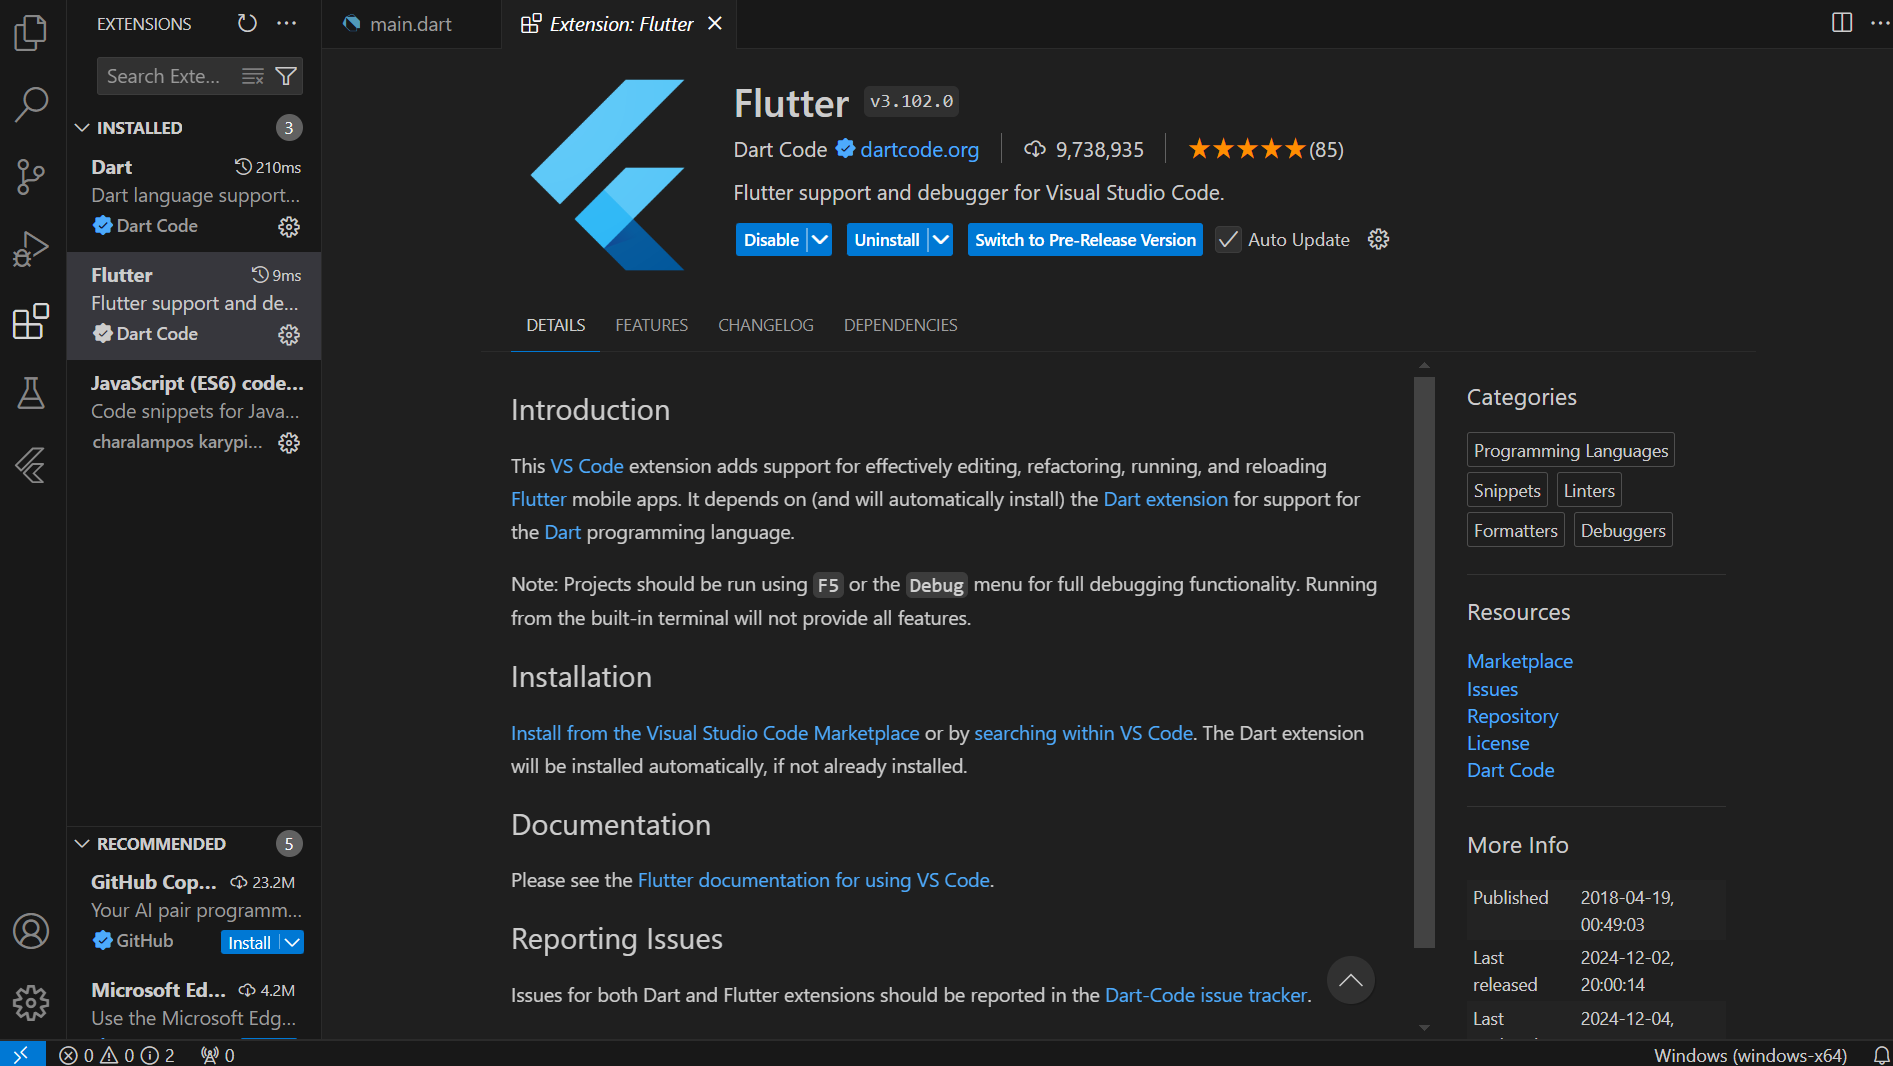 EXTENSIONS
Search Exte...
INSTALLED
3
Dart
210ms
Dart language support...
Dart Code
Flutter
9ms
Flutter support and de...
Dart Code
JavaScript (ES6) code...
Code snippets for Java...
charalampos karypi...
RECOMMENDED
5
GitHub Cop...
23.2M
Your AI pair programm...
GitHub
Install
Microsoft Ed...
4.2M
Use the Microsoft Edg...
main.dart
Extension: Flutter
Flutter
v3.102.0
Dart Code dartcode.org 9,738,935 (85)
Flutter support and debugger for Visual Studio Code.
Disable
Uninstall
Switch to Pre-Release Version
Auto Update
DETAILS FEATURES CHANGELOG DEPENDENCIES
Introduction
This VS Code extension adds support for effectively editing, refactoring, running, and reloading
Flutter mobile apps. It depends on (and will automatically install) the Dart extension for support for
the Dart programming language.
Note: Projects should be run using F5 or the Debug menu for full debugging functionality. Running
from the built-in terminal will not provide all features.
Installation
Install from the Visual Studio Code Marketplace or by searching within VS Code. The Dart extension
will be installed automatically, if not already installed.
Documentation
Please see the Flutter documentation for using VS Code.
Reporting Issues
Issues for both Dart and Flutter extensions should be reported in the Dart-Code issue tracker.
Categories
Programming Languages
Snippets Linters
Formatters Debuggers
Resources
Marketplace
Issues
Repository
License
Dart Code
More Info
Published 2018-04-19,
00:49:03
Last 2024-12-02,
released 20:00:14
Last 2024-12-04,
0 0 2 0
Windows (windows-x64)